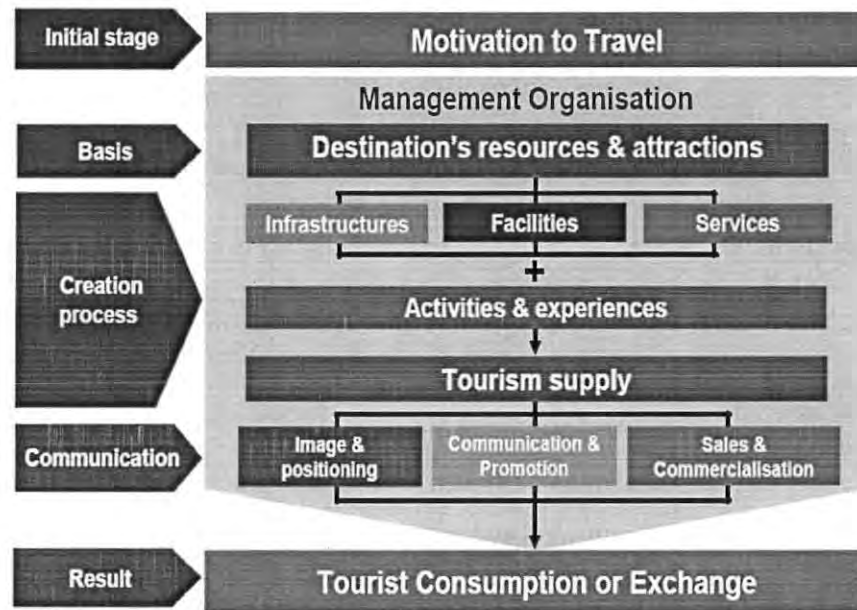 Initial stage
Motivation to Travel
Management Organisation
Basis
Destination's resources & attractions
Infrastructures
Facilities
Services
+
Creation
process
Activities & experiences
Tourism supply
Communication
Image &
positioning
Communication &
Promotion
Sales &
Commercialisation
Result
Tourist Consumption or Exchange